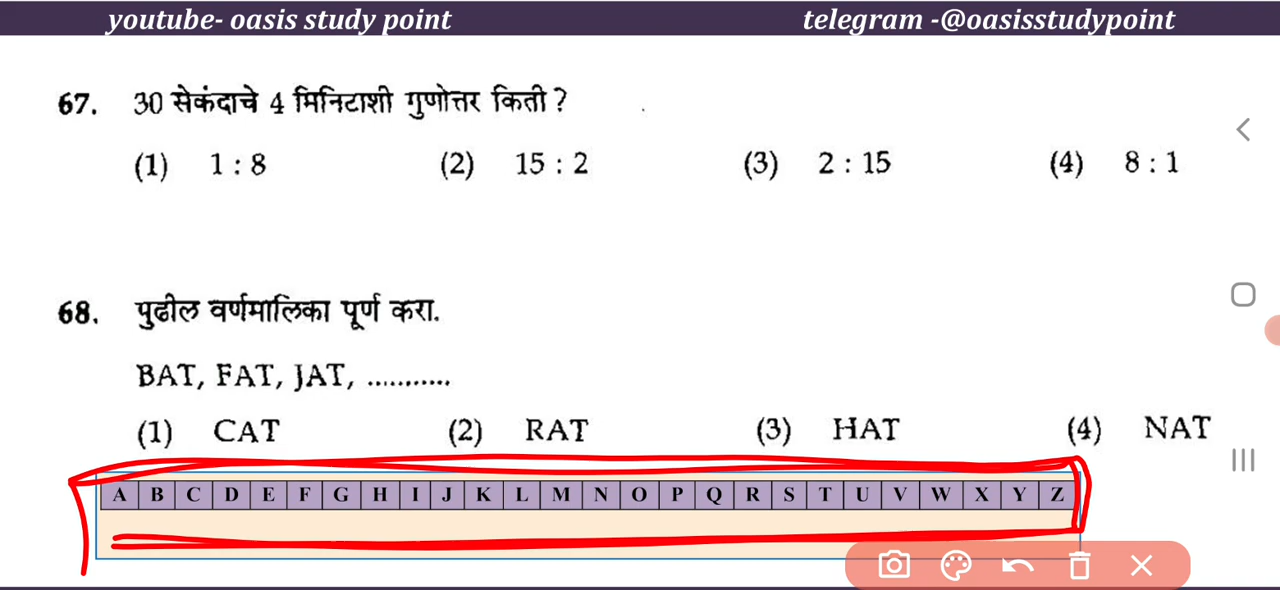 youtube- oasis study point telegram -@oasisstudypoint
67. 30 सेकंदाचे 4 मिनिटाशी गुणोत्तर किती ?
(1) 1 : 8 (2) 15 : 2 (3) 2 : 15 (4) 8 : 1
68. पुढील वर्णमालिका पूर्ण करा.
BAT, FAT, JAT, ...........
(1) CAT (2) RAT (3) HAT (4) NAT
A B C D E F G H I J K L M N O P Q R S T U V W X Y Z